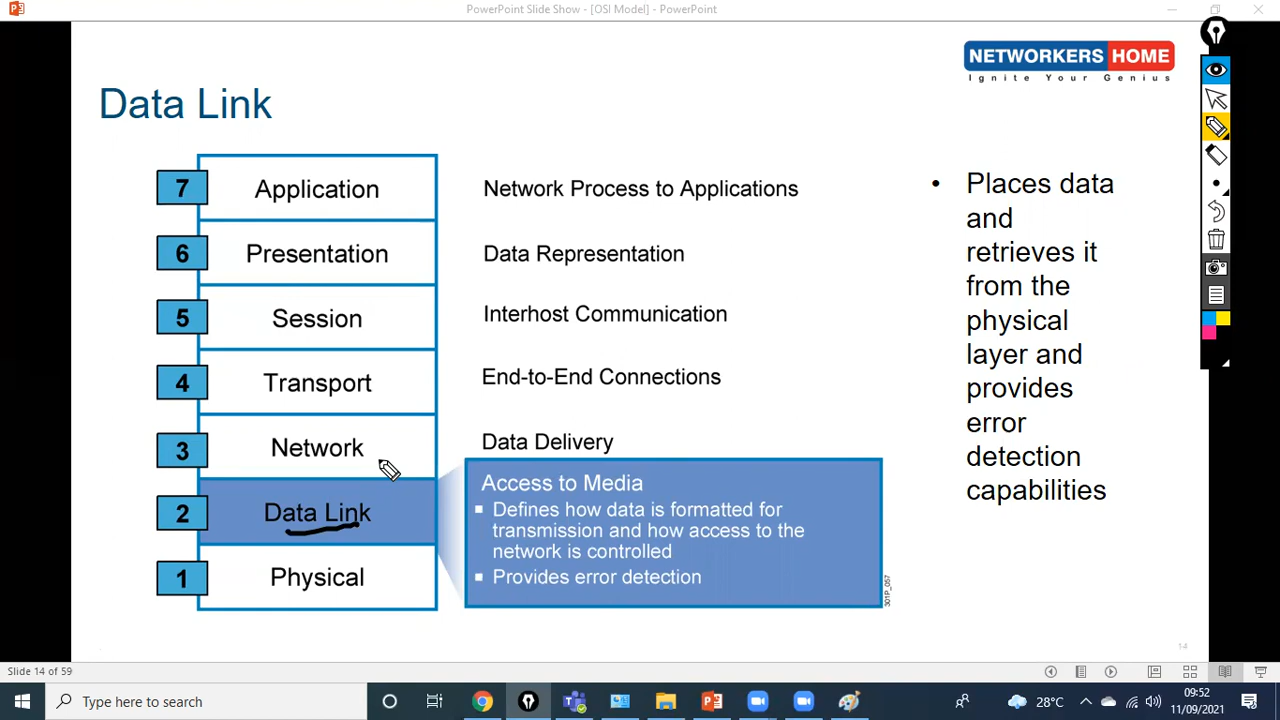 PowerPoint Slide Show - [OSI Model] - PowerPoint
NETWORKERS HOME
Ignite Your Genius
Data Link
7 Application Network Process to Applications
6 Presentation Data Representation
5 Session Interhost Communication
4 Transport End-to-End Connections
3 Network Data Delivery
2 Data Link
1 Physical
Access to Media
Defines how data is formatted for
transmission and how access to the
network is controlled
Provides error detection
301P_057
• Places data
and
retrieves it
from the
physical
layer and
provides
error
detection
capabilities
14
Slide 14 of 59
Type here to search
28°C
09:52
11/09/2021